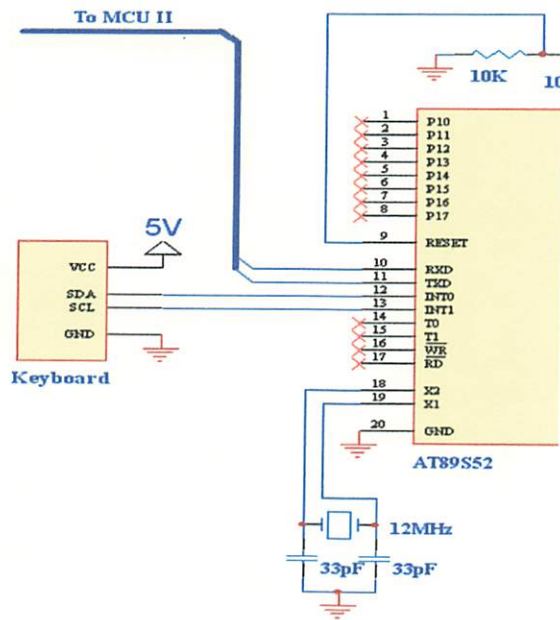 To MCU II
10K
10
1 P10
2 P11
3 P12
4 P13
5 P14
6 P15
7 P16
8 P17
9 RESET
5V
VCC
SDA
SCL
GND
Keyboard
10 RXD
11 TXD
12 INT0
13 INT1
14 T0
15 T1
16 WR
17 RD
18 X2
19 X1
20 GND
AT89S52
12MHz
33pF 33pF